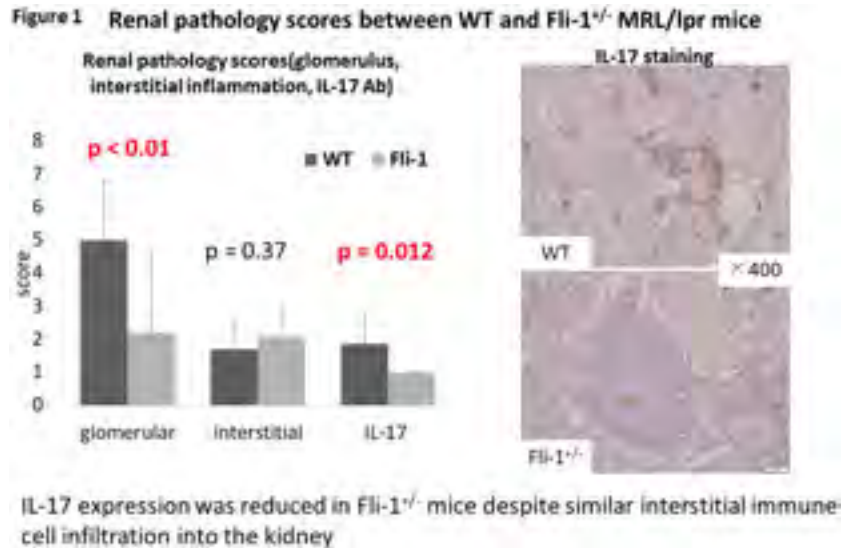 Figure 1 Renal pathology scores between WT and Fli-1+/- MRL/lpr mice
Renal pathology scores(glomerulus,
interstitial inflammation, IL-17 Ab)
IL-17 staining
8
7
6
5
4
3
2
1
0
score
p < 0.01
WT Fli-1
p = 0.37
p = 0.012
glomerular interstitial IL-17
WT
×400
Fli-1+/-
IL-17 expression was reduced in Fli-1+/- mice despite similar interstitial immune-
cell infiltration into the kidney